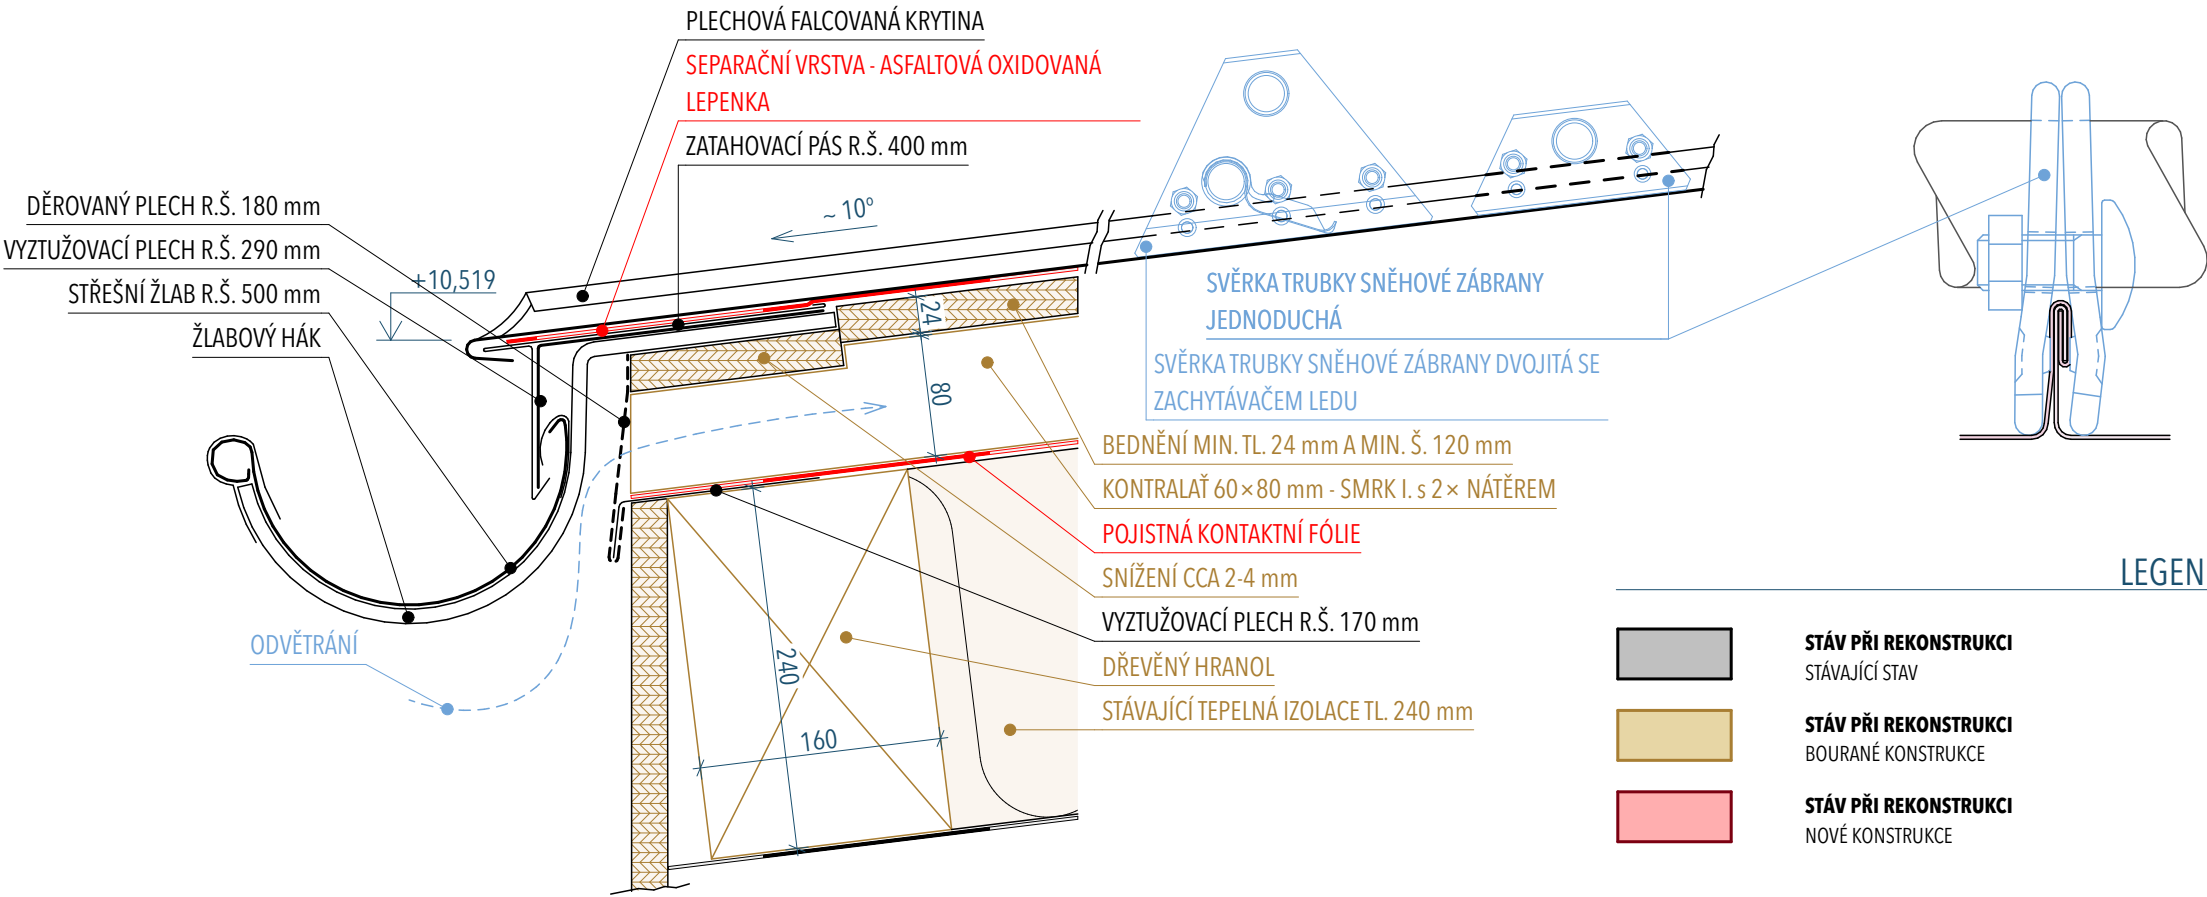 PLECHOVÁ FALCOVANÁ KRYTINA
SEPARAČNÍ VRSTVA - ASFALTOVÁ OXIDOVANÁ
LEPENKA
ZATAHOVACÍ PÁS R.Š. 400 mm
DĚROVANÝ PLECH R.Š. 180 mm
VYZTUŽOVACÍ PLECH R.Š. 290 mm
STŘEŠNÍ ŽLAB R.Š. 500 mm
ŽLABOVÝ HÁK
+10,519
~ 10°
24
80
240
160
ODVĚTRÁNÍ
SVĚRKA TRUBKY SNĚHOVÉ ZÁBRANY
JEDNODUCHÁ
SVĚRKA TRUBKY SNĚHOVÉ ZÁBRANY DVOJITÁ SE
ZACHYTÁVAČEM LEDU
BEDNĚNÍ MIN. TL. 24 mm A MIN. Š. 120 mm
KONTRALAŤ 60×80 mm - SMRK I. s 2× NÁTĚREM
POJISTNÁ KONTAKTNÍ FÓLIE
SNÍŽENÍ CCA 2-4 mm
VYZTUŽOVACÍ PLECH R.Š. 170 mm
DŘEVĚNÝ HRANOL
STÁVAJÍCÍ TEPELNÁ IZOLACE TL. 240 mm
LEGEN
STÁV PŘI REKONSTRUKCI
STÁVAJÍCÍ STAV
STÁV PŘI REKONSTRUKCI
BOURANÉ KONSTRUKCE
STÁV PŘI REKONSTRUKCI
NOVÉ KONSTRUKCE